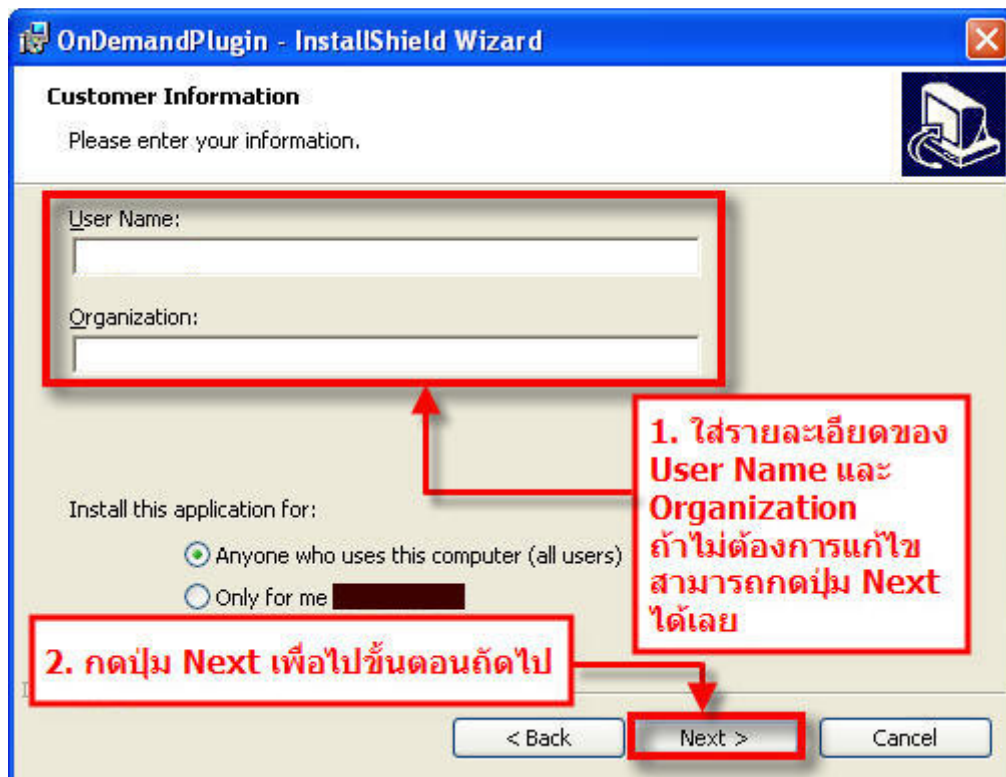 OnDemandPlugin - InstallShield Wizard
Customer Information
Please enter your information.
User Name:
Organization:
1. ใส่รายละเอียดของ
User Name และ
Organization
ถ้าไม่ต้องการแก้ไข
สามารถกดปุ่ม Next
ได้เลย
Install this application for:
Anyone who uses this computer (all users)
Only for me
2. กดปุ่ม Next เพื่อไปขั้นตอนถัดไป
< Back
Next >
Cancel